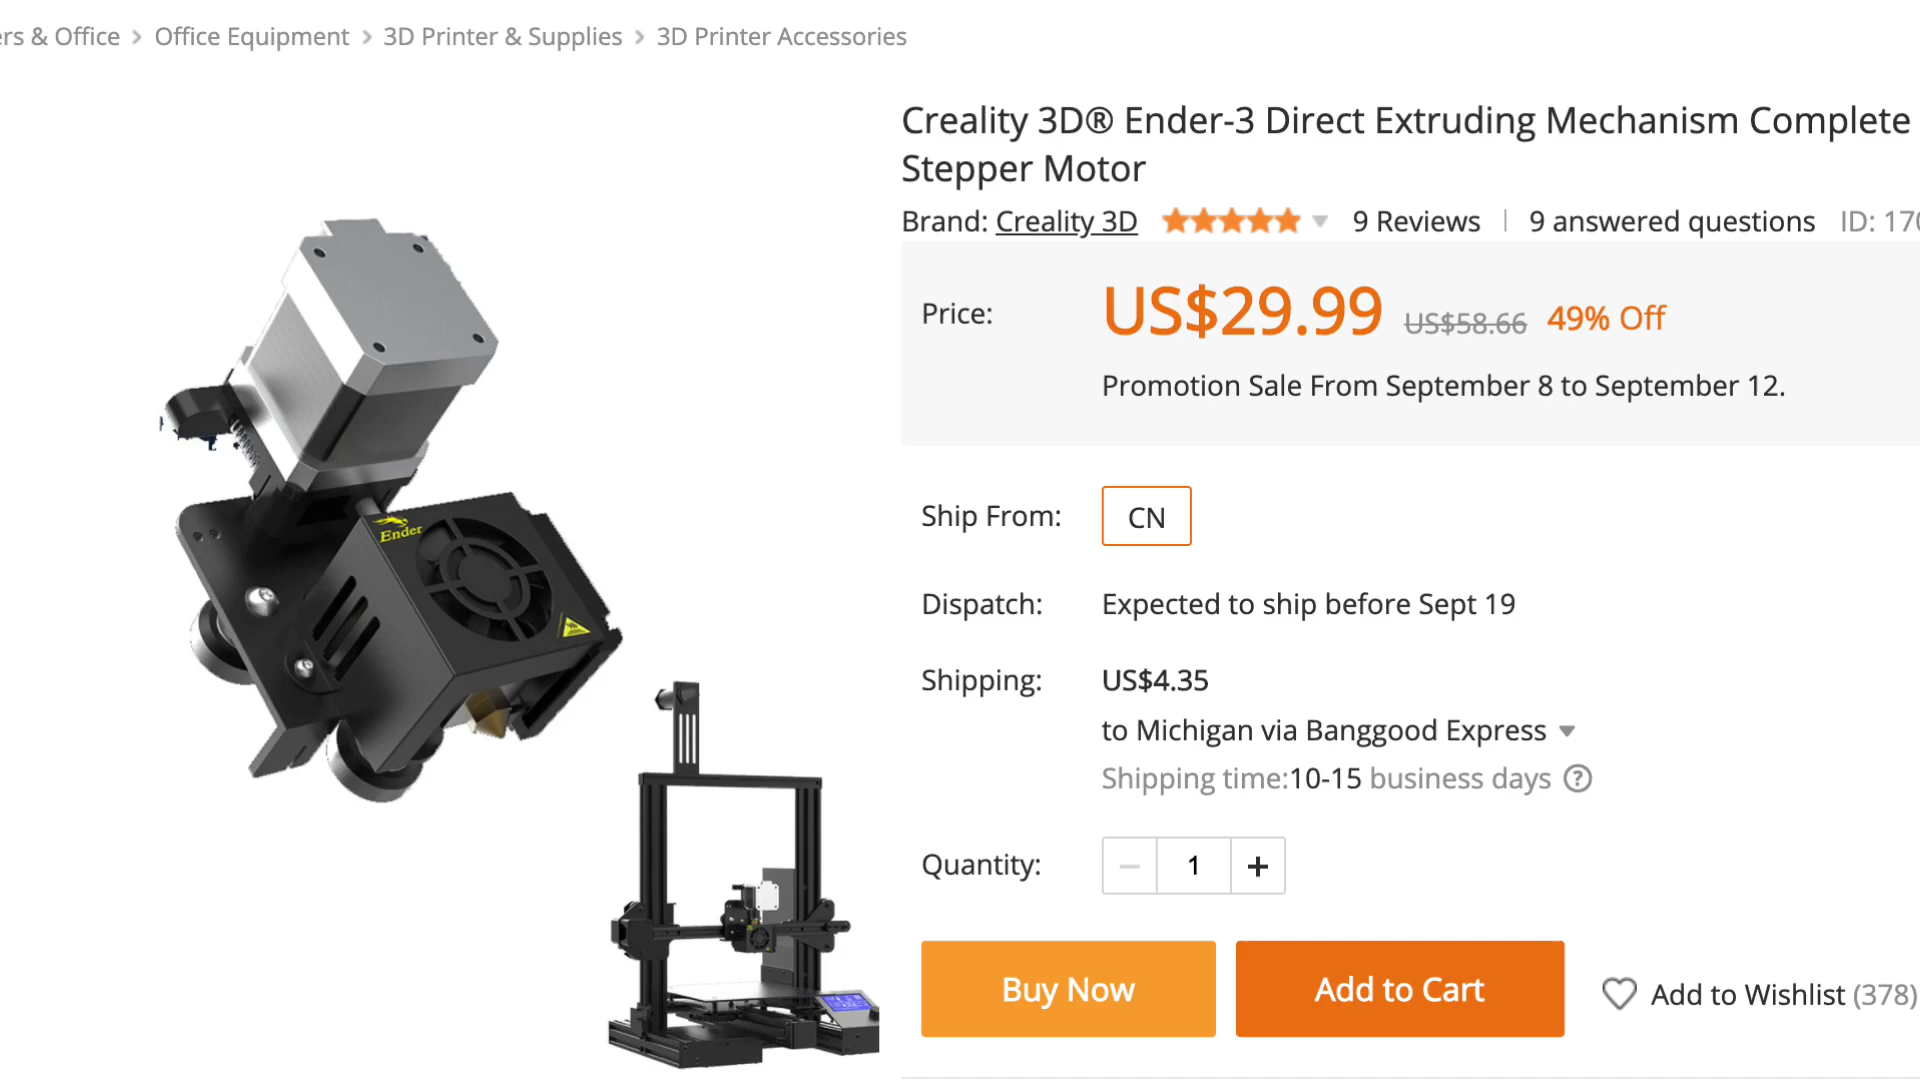 rs & Office > Office Equipment > 3D Printer & Supplies > 3D Printer Accessories
Creality 3D® Ender-3 Direct Extruding Mechanism Complete
Stepper Motor
Brand: Creality 3D 9 Reviews | 9 answered questions ID: 170
Price: US$29.99 US$58.66 49% Off
Promotion Sale From September 8 to September 12.
Ship From: CN
Dispatch: Expected to ship before Sept 19
Shipping: US$4.35
to Michigan via Banggood Express
Shipping time:10-15 business days ?
Quantity: − 1 +
Buy Now Add to Cart Add to Wishlist (378)
Ender